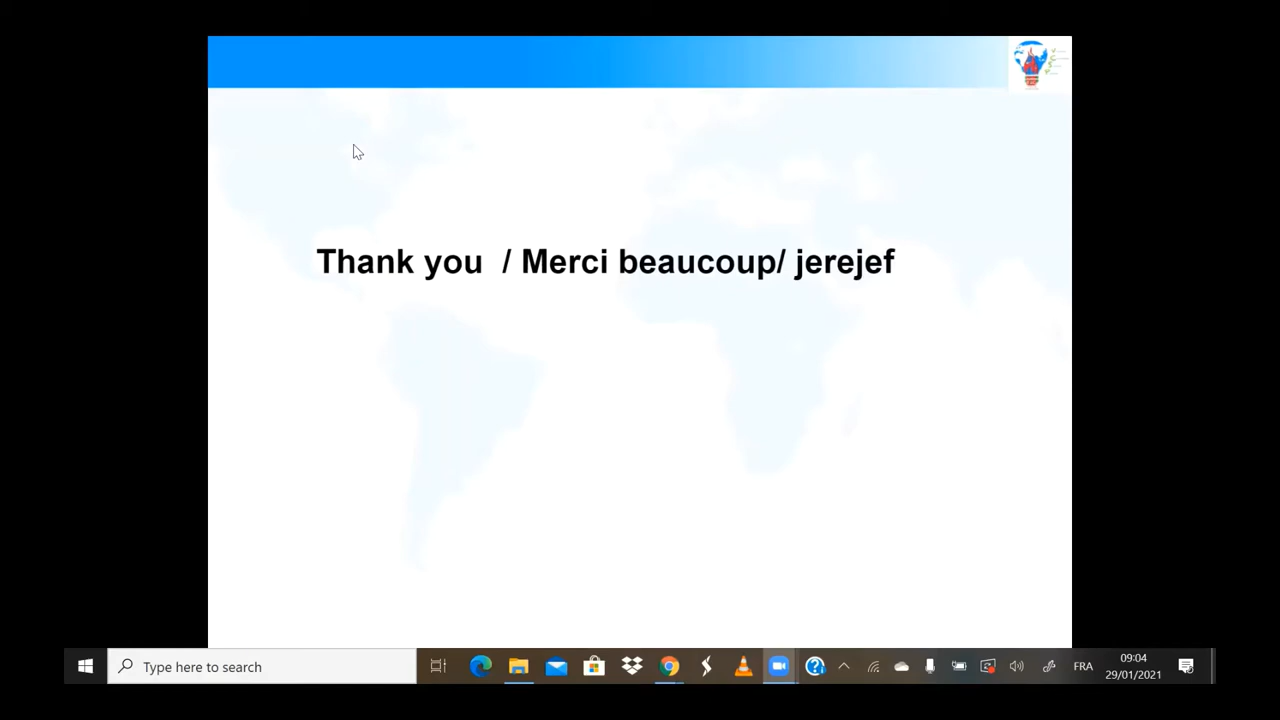 Thank you / Merci beaucoup/ jerejef
Type here to search
FRA
09:04
29/01/2021